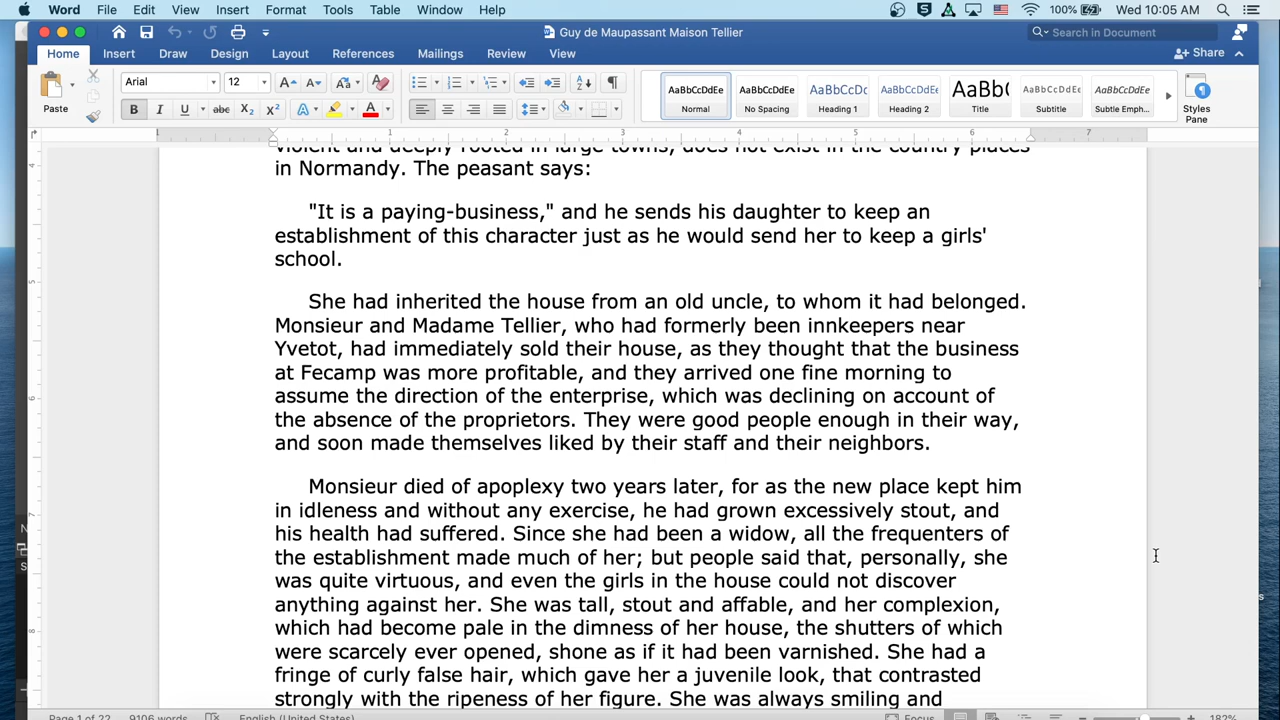 Word File Edit View Insert Format Tools Table Window Help 100% Wed 10:05 AM
Guy de Maupassant Maison Tellier Search in Document
Home Insert Draw Design Layout References Mailings Review View Share
Paste Arial 12 AaBbCcDdEe AaBbCcDdEe AaBbCcDc AaBbCcDdEe AaBb( AaBbCcDdEe AaBbCcDdEe
B I U abc X₂ X² A A Normal No Spacing Heading 1 Heading 2 Title Subtitle Subtle Emph... Styles Pane
1 1 2 3 4 5 6 7
violent and deeply rooted in large towns, does not exist in the country places
in Normandy. The peasant says:
"It is a paying-business," and he sends his daughter to keep an
establishment of this character just as he would send her to keep a girls'
school.
She had inherited the house from an old uncle, to whom it had belonged.
Monsieur and Madame Tellier, who had formerly been innkeepers near
Yvetot, had immediately sold their house, as they thought that the business
at Fecamp was more profitable, and they arrived one fine morning to
assume the direction of the enterprise, which was declining on account of
the absence of the proprietors. They were good people enough in their way,
and soon made themselves liked by their staff and their neighbors.
Monsieur died of apoplexy two years later, for as the new place kept him
in idleness and without any exercise, he had grown excessively stout, and
his health had suffered. Since she had been a widow, all the frequenters of
the establishment made much of her; but people said that, personally, she
was quite virtuous, and even the girls in the house could not discover
anything against her. She was tall, stout and affable, and her complexion,
which had become pale in the dimness of her house, the shutters of which
were scarcely ever opened, shone as if it had been varnished. She had a
fringe of curly false hair, which gave her a juvenile look, that contrasted
strongly with the ripeness of her figure. She was always smiling and
Page 1 of 22 9106 words English (United States) Focus 182%